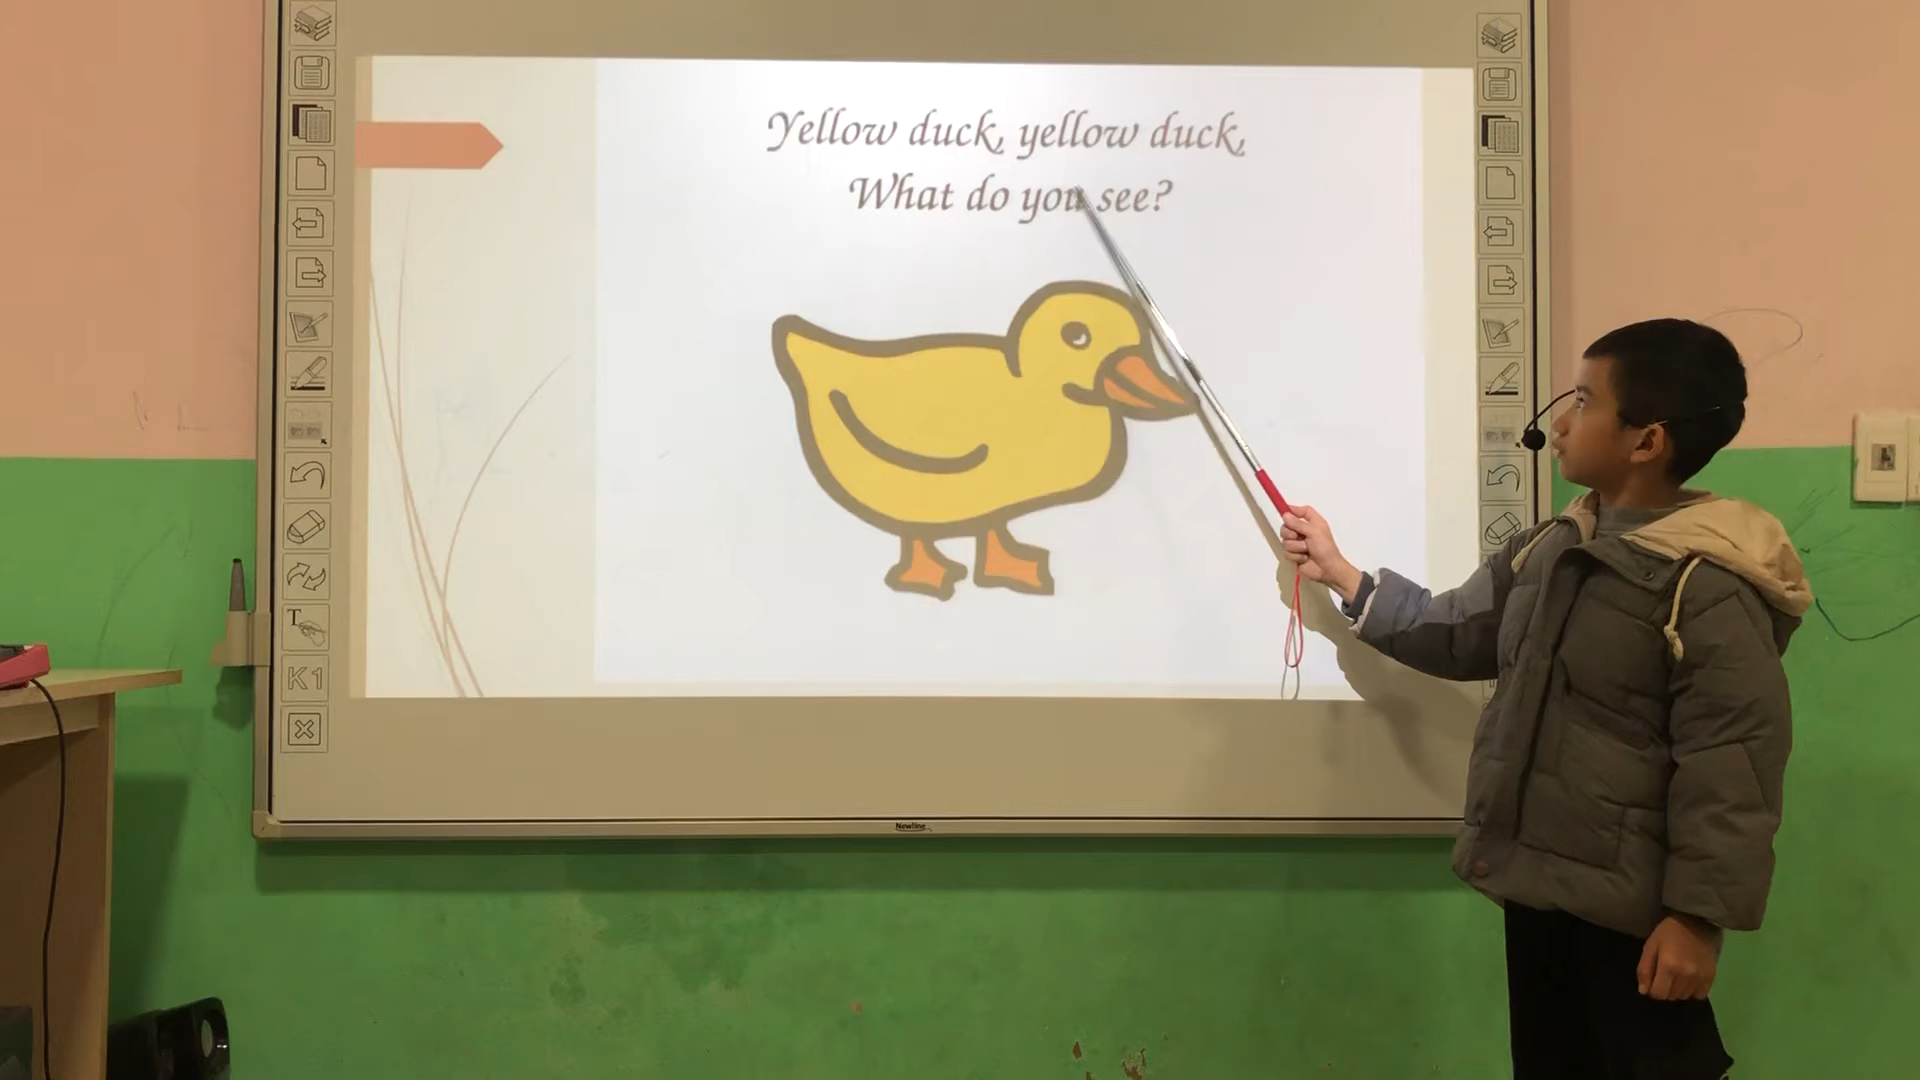 Yellow duck, yellow duck,
What do you see?
T
K1
Newline